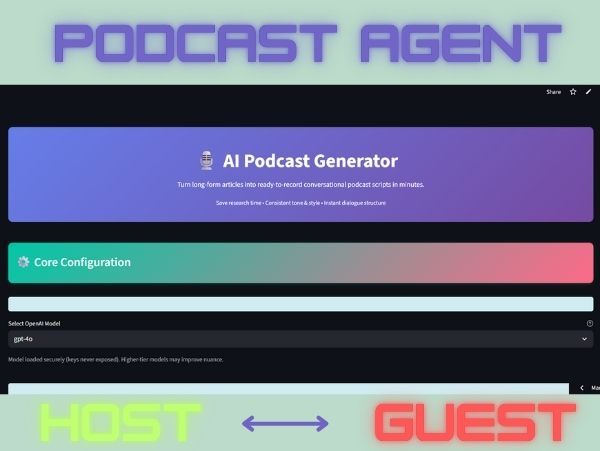 PODCAST AGENT
Share
AI Podcast Generator
Turn long-form articles into ready-to-record conversational podcast scripts in minutes.
Save research time • Consistent tone & style • Instant dialogue structure
Core Configuration
Select OpenAI Model
gpt-4o
Model loaded securely (keys never exposed). Higher-tier models may improve nuance.
HOST
GUEST